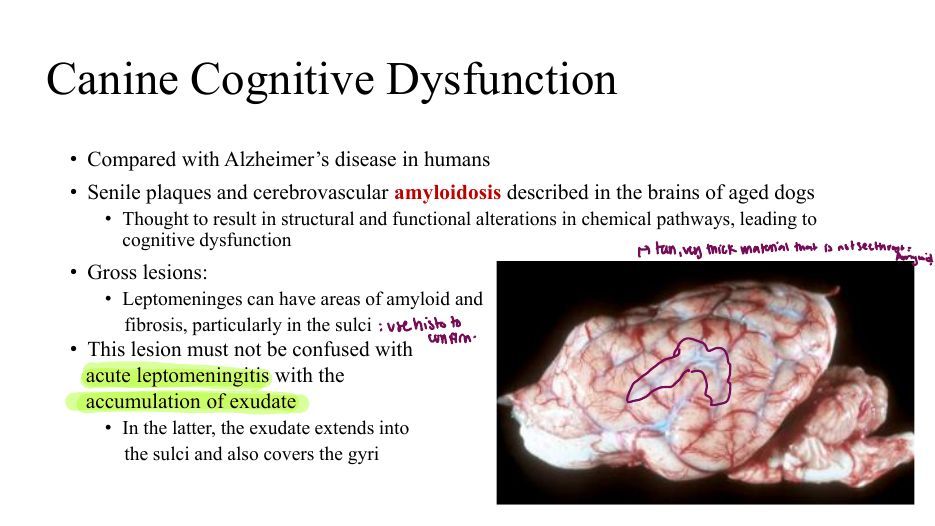 Canine Cognitive Dysfunction
• Compared with Alzheimer’s disease in humans
• Senile plaques and cerebrovascular amyloidosis described in the brains of aged dogs
• Thought to result in structural and functional alterations in chemical pathways, leading to
cognitive dysfunction
tan, very thick material that is not seethrough:
Amyloid
• Gross lesions:
• Leptomeninges can have areas of amyloid and
fibrosis, particularly in the sulci : use histo to
confirm.
• This lesion must not be confused with
acute leptomeningitis with the
accumulation of exudate
• In the latter, the exudate extends into
the sulci and also covers the gyri